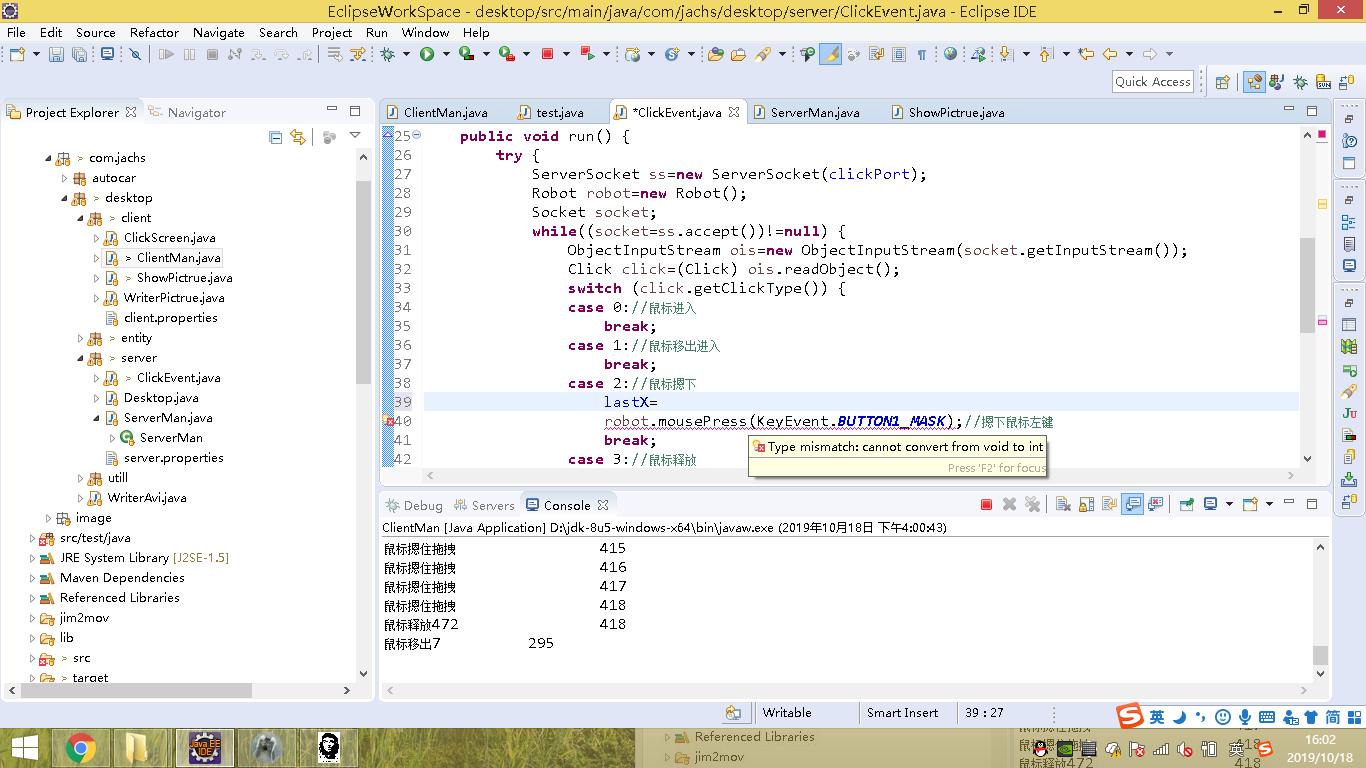 EclipseWorkSpace - desktop/src/main/java/com/jachs/desktop/server/ClickEvent.java - Eclipse IDE
File Edit Source Refactor Navigate Search Project Run Window Help
Quick Access
Project Explorer Navigator
com.jachs
autocar
> desktop
> client
ClickScreen.java
> ClientMan.java
> ShowPictrue.java
WriterPictrue.java
client.properties
> entity
> server
> ClickEvent.java
Desktop.java
ServerMan.java
ServerMan
server.properties
utill
WriterAvi.java
image
src/test/java
JRE System Library [J2SE-1.5]
Maven Dependencies
Referenced Libraries
jim2mov
lib
> src
> target
ClientMan.java test.java *ClickEvent.java ServerMan.java ShowPictrue.java
25 public void run() {
26 try {
27 ServerSocket ss=new ServerSocket(clickPort);
28 Robot robot=new Robot();
29 Socket socket;
30 while((socket=ss.accept())!=null) {
31 ObjectInputStream ois=new ObjectInputStream(socket.getInputStream());
32 Click click=(Click) ois.readObject();
33 switch (click.getClickType()) {
34 case 0://鼠标进入
35 break;
36 case 1://鼠标移出进入
37 break;
38 case 2://鼠标摁下
39 lastX=
40 robot.mousePress(KeyEvent.BUTTON1_MASK);//摁下鼠标左键
41 break;
42 case 3://鼠标释放
Type mismatch: cannot convert from void to int
Press 'F2' for focus
Debug Servers Console
ClientMan [Java Application] D:\jdk-8u5-windows-x64\bin\javaw.exe (2019年10月18日 下午4:00:43)
鼠标摁住拖拽 415
鼠标摁住拖拽 416
鼠标摁住拖拽 417
鼠标摁住拖拽 418
鼠标释放472 418
鼠标移出7 295
Writable Smart Insert 39 : 27
英 简
Java EE
IDE
Referenced Libraries
jim2mov
鼠标释放472 418
英
16:02
2019/10/18